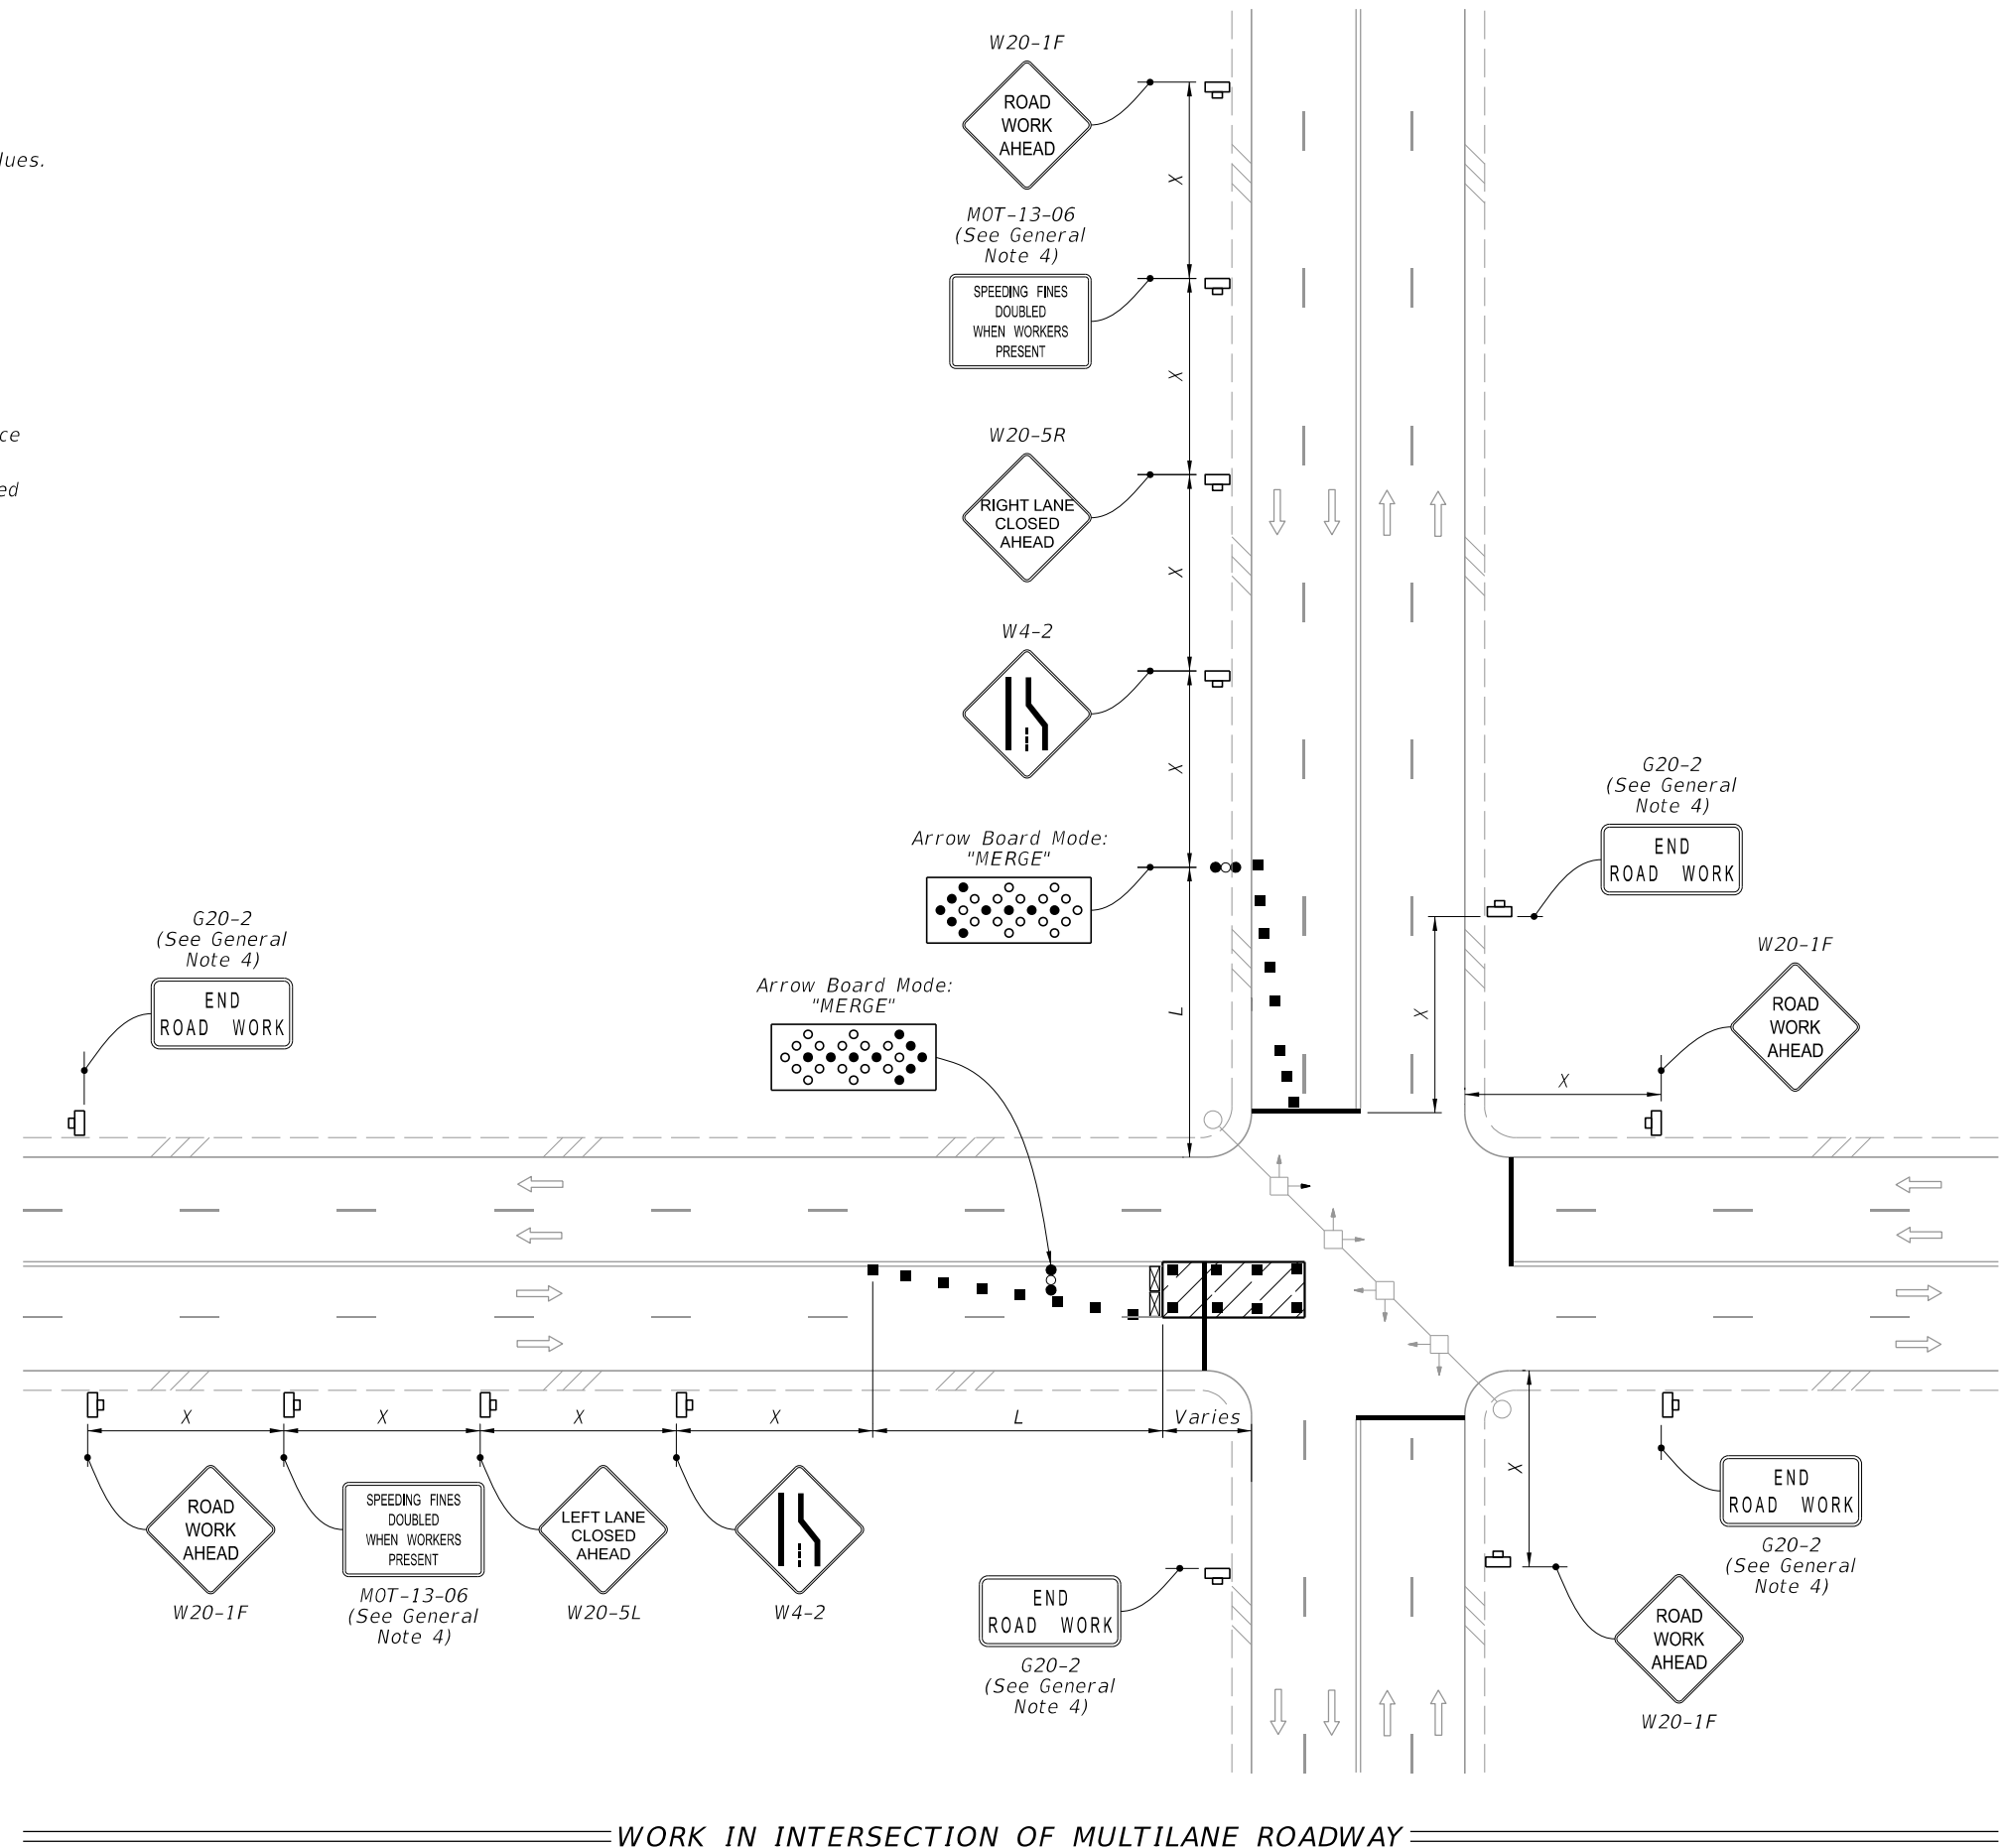 lues.
ce
ed
W20-1F
ROAD
WORK
AHEAD
X
MOT-13-06
(See General
Note 4)
SPEEDING FINES
DOUBLED
WHEN WORKERS
PRESENT
X
W20-5R
RIGHT LANE
CLOSED
AHEAD
X
W4-2
X
Arrow Board Mode:
"MERGE"
L
G20-2
(See General
Note 4)
END
ROAD WORK
X
W20-1F
ROAD
WORK
AHEAD
X
G20-2
(See General
Note 4)
END
ROAD WORK
Arrow Board Mode:
"MERGE"
X
X
X
X
L
Varies
ROAD
WORK
AHEAD
W20-1F
SPEEDING FINES
DOUBLED
WHEN WORKERS
PRESENT
MOT-13-06
(See General
Note 4)
LEFT LANE
CLOSED
AHEAD
W20-5L
W4-2
END
ROAD WORK
G20-2
(See General
Note 4)
X
END
ROAD WORK
G20-2
(See General
Note 4)
ROAD
WORK
AHEAD
W20-1F
WORK IN INTERSECTION OF MULTILANE ROADWAY